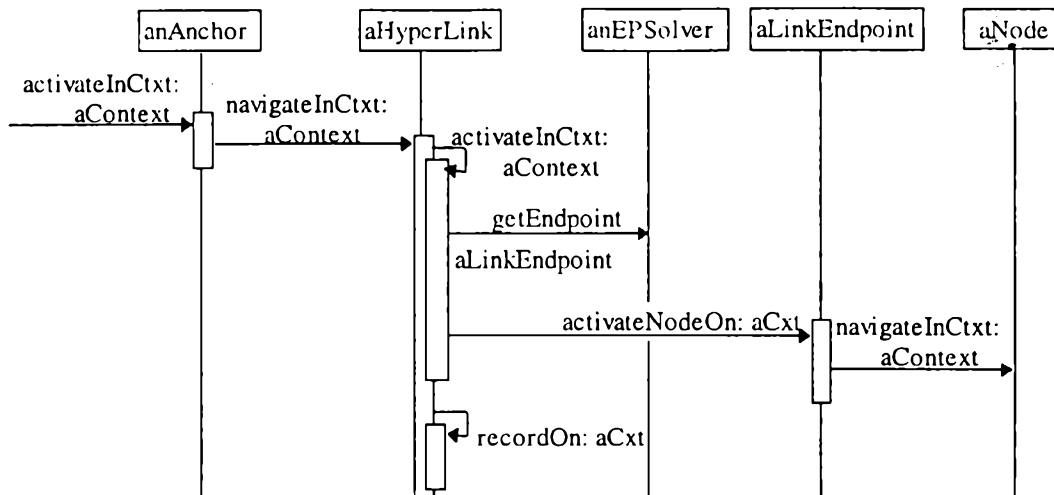 anAnchor
aHyperLink
anEPSolver
aLinkEndpoint
aNode
activateInCtxt:
aContext
navigateInCtxt:
aContext
activateInCtxt:
aContext
getEndpoint
aLinkEndpoint
activateNodeOn: aCxt
navigateInCtxt:
aContext
recordOn: aCxt